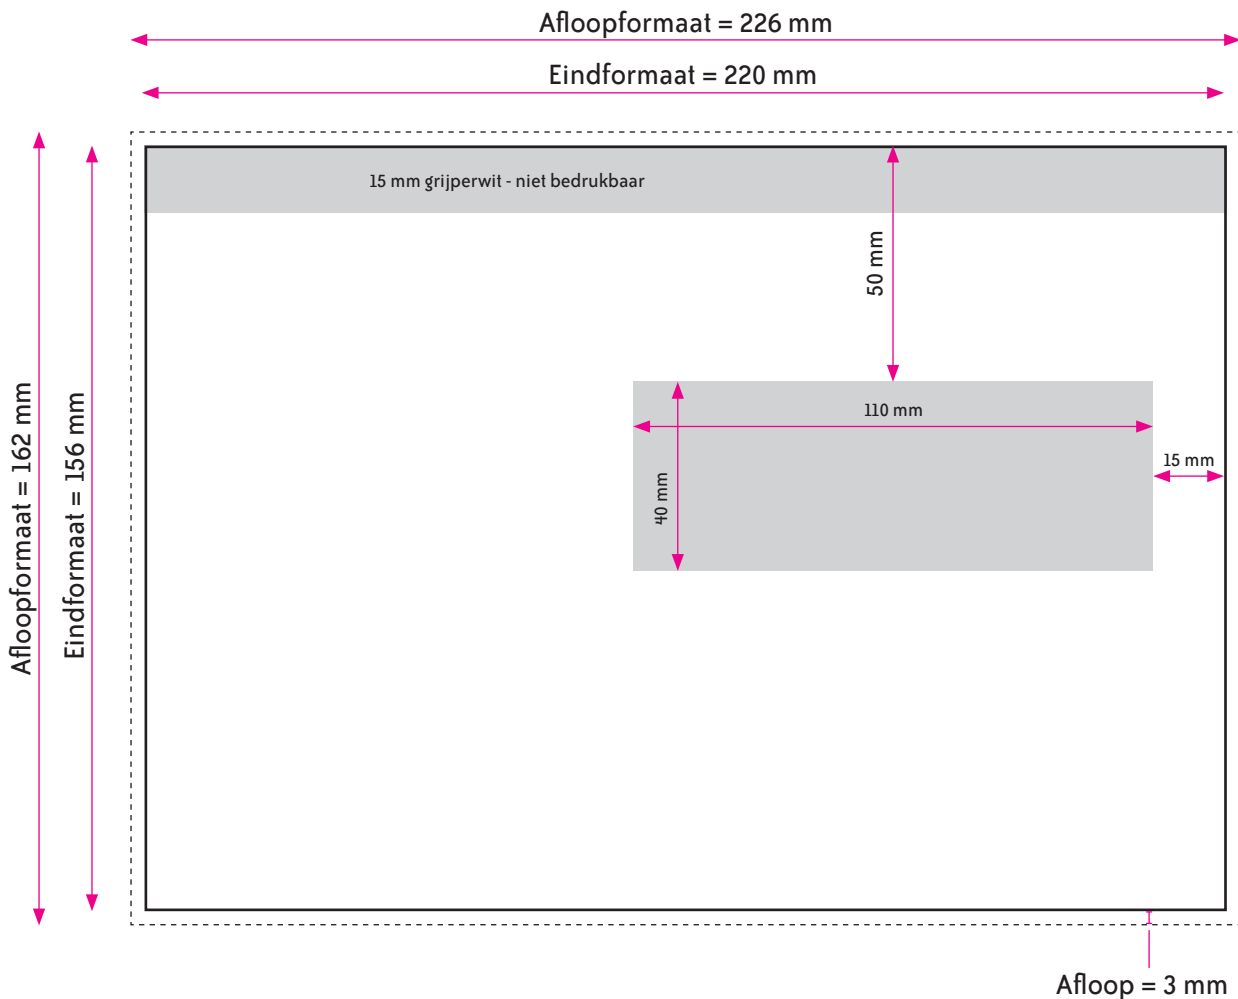 Afloopformaat = 226 mm
Eindformaat = 220 mm
15 mm grijperwit - niet bedrukbaar
50 mm
110 mm
15 mm
40 mm
Afloopformaat = 162 mm
Eindformaat = 156 mm
Afloop = 3 mm